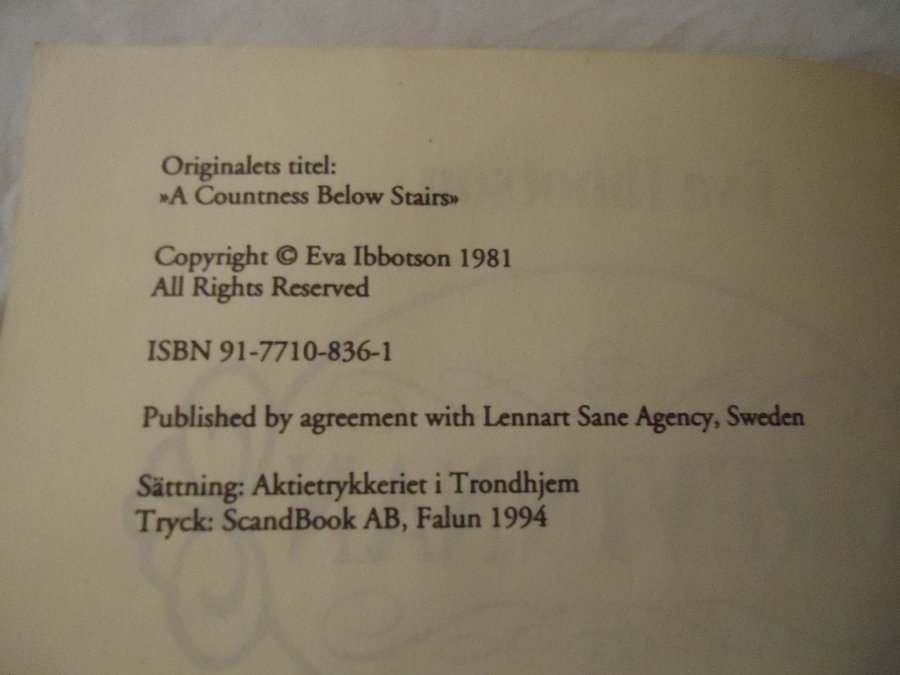 Originalets titel:
»A Countness Below Stairs»
Copyright © Eva Ibbotson 1981
All Rights Reserved
ISBN 91-7710-836-1
Published by agreement with Lennart Sane Agency, Sweden
Sättning: Aktietrykkeriet i Trondhjem
Tryck: ScandBook AB, Falun 1994